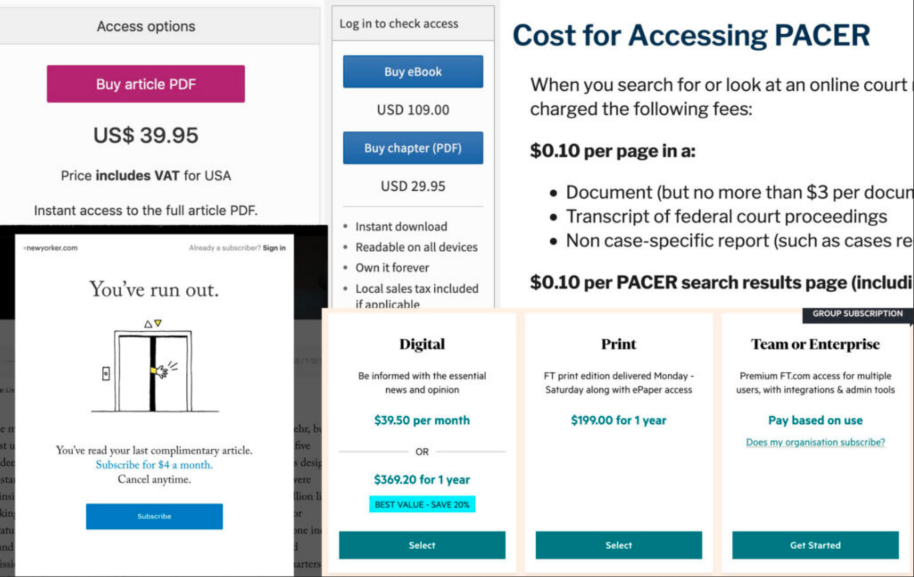 Access options
Buy article PDF
US$ 39.95
Price includes VAT for USA
Instant access to the full article PDF.
Log in to check access
Buy eBook
USD 109.00
Buy chapter (PDF)
USD 29.95
• Instant download
• Readable on all devices
• Own it forever
• Local sales tax included
if applicable
Cost for Accessing PACER
When you search for or look at an online court
charged the following fees:
$0.10 per page in a:
• Document (but no more than $3 per docum
• Transcript of federal court proceedings
• Non case-specific report (such as cases re
$0.10 per PACER search results page (includi
newyorker.com
Already a subscriber? Sign in
You've run out.
You've read your last complimentary article.
Subscribe for $4 a month.
Cancel anytime.
Subscribe
Digital
Be informed with the essential
news and opinion
$39.50 per month
OR
$369.20 for 1 year
BEST VALUE - SAVE 20%
Select
Print
FT print edition delivered Monday -
Saturday along with ePaper access
$199.00 for 1 year
Select
GROUP SUBSCRIPTION
Team or Enterprise
Premium FT.com access for multiple
users, with integrations & admin tools
Pay based on use
Does my organisation subscribe?
Get Started